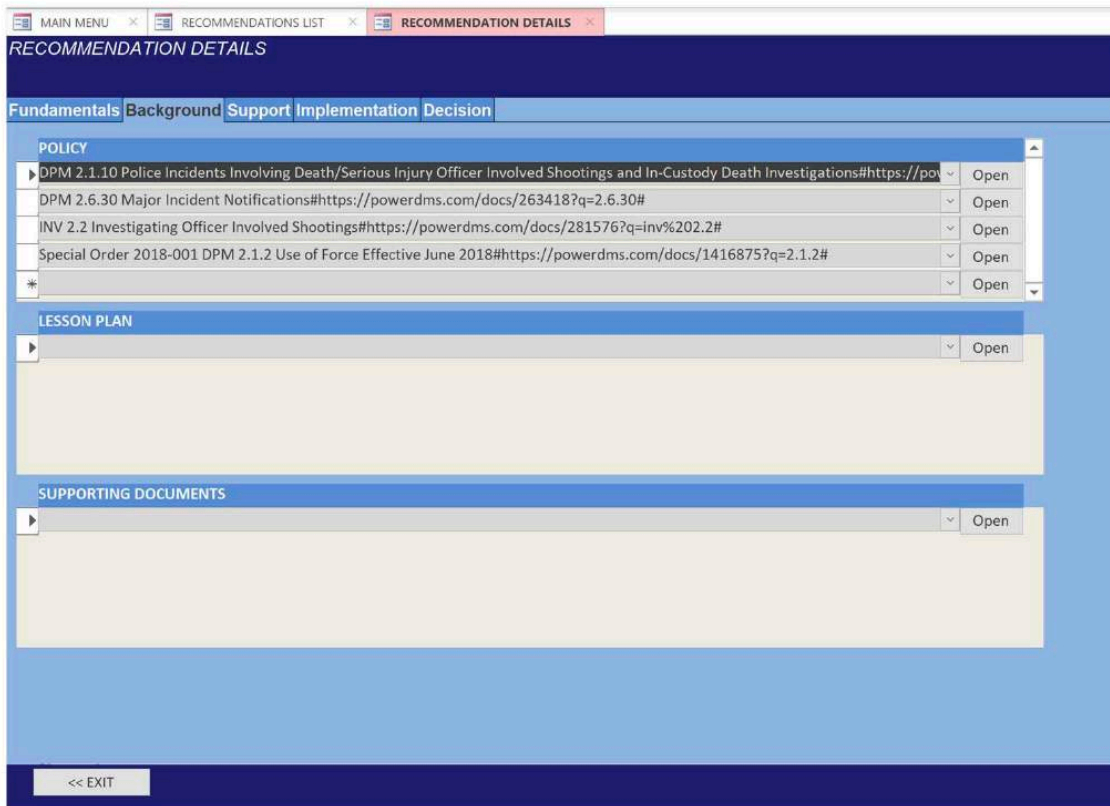 MAIN MENU RECOMMENDATIONS LIST RECOMMENDATION DETAILS
RECOMMENDATION DETAILS
Fundamentals Background Support Implementation Decision
POLICY
DPM 2.1.10 Police Incidents Involving Death/Serious Injury Officer Involved Shootings and In-Custody Death Investigations#https://pow Open
DPM 2.6.30 Major Incident Notifications#https://powerdms.com/docs/263418?q=2.6.30# Open
INV 2.2 Investigating Officer Involved Shootings#https://powerdms.com/docs/281576?q=inv%202.2# Open
Special Order 2018-001 DPM 2.1.2 Use of Force Effective June 2018#https://powerdms.com/docs/1416875?q=2.1.2# Open
* Open
LESSON PLAN
Open
SUPPORTING DOCUMENTS
Open
<< EXIT